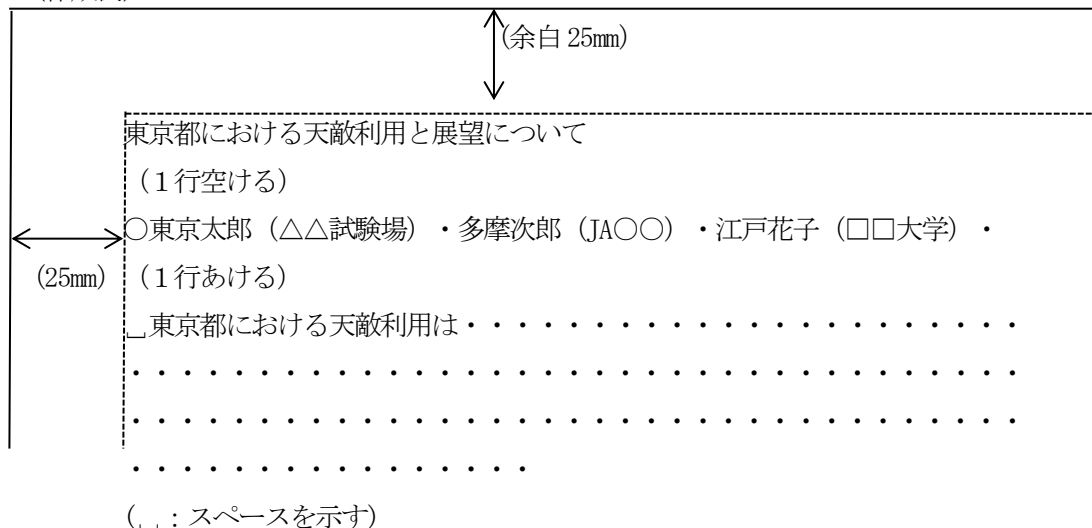 (余白 25mm)
東京都における天敵利用と展望について
（１行空ける）
○東京太郎（△△試験場）・多摩次郎（JA○○）・江戸花子（□□大学）・
(25mm)
（１行あける）
␣東京都における天敵利用は・・・・・・・・・・・・・・・・・・・・・・
・・・・・・・・・・・・・・・・・・・・・・・・・・・・・・・・・・・
・・・・・・・・・・・・・・・・・・・・・・・・・・・・・・・・・・・
・・・・・・・・・・・・・・・・
(␣：スペースを示す)